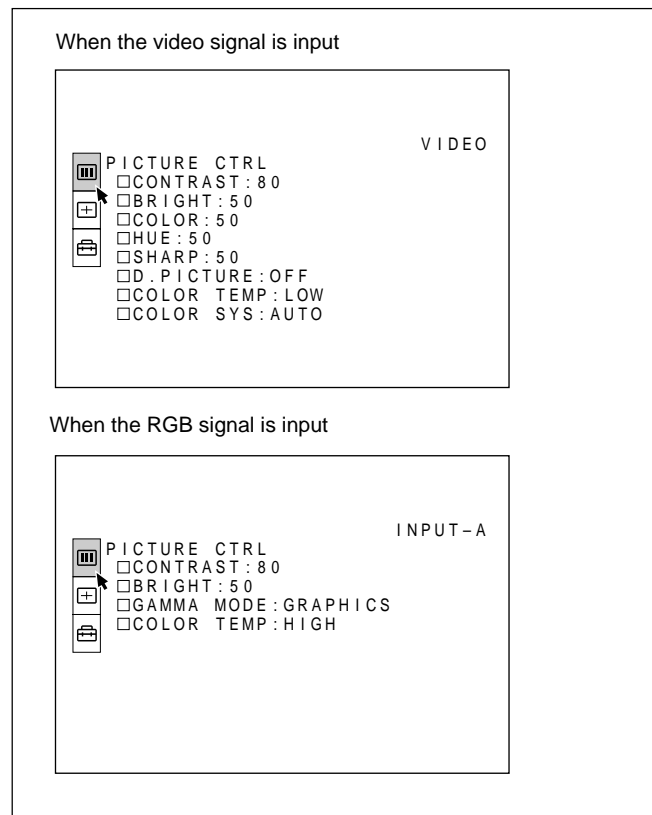 When the video signal is input
VIDEO
PICTURE CTRL
□CONTRAST:80
□BRIGHT:50
□COLOR:50
□HUE:50
□SHARP:50
□D.PICTURE:OFF
□COLOR TEMP:LOW
□COLOR SYS:AUTO
When the RGB signal is input
INPUT–A
PICTURE CTRL
□CONTRAST:80
□BRIGHT:50
□GAMMA MODE:GRAPHICS
□COLOR TEMP:HIGH